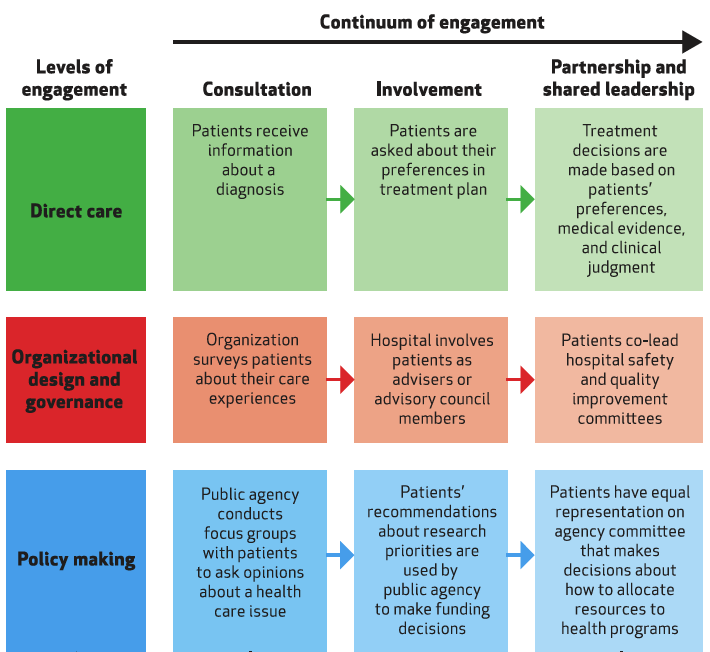 Continuum of engagement
Levels of
engagement
Consultation
Involvement
Partnership and
shared leadership
Direct care
Patients receive
information
about a
diagnosis
Patients are
asked about their
preferences in
treatment plan
Treatment
decisions are
made based on
patients’
preferences,
medical evidence,
and clinical
judgment
Organizational
design and
governance
Organization
surveys patients
about their care
experiences
Hospital involves
patients as
advisers or
advisory council
members
Patients co-lead
hospital safety
and quality
improvement
committees
Policy making
Public agency
conducts
focus groups
with patients
to ask opinions
about a health
care issue
Patients’
recommendations
about research
priorities are
used by
public agency
to make funding
decisions
Patients have equal
representation on
agency committee
that makes
decisions about
how to allocate
resources to
health programs